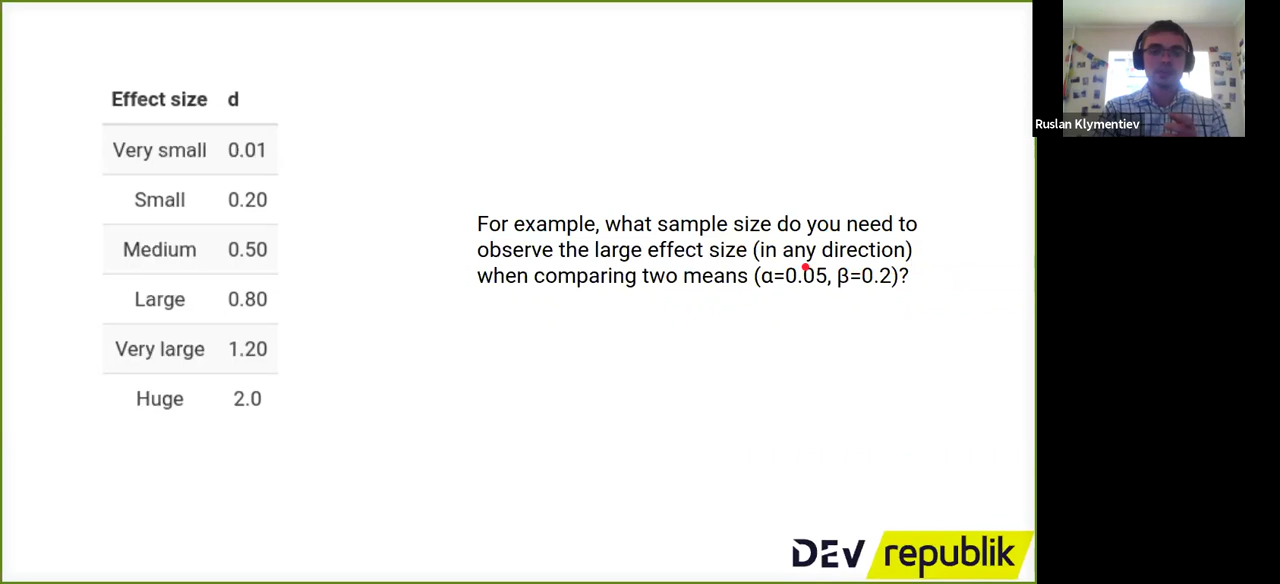 Effect size d
Very small 0.01
Small 0.20
Medium 0.50
Large 0.80
Very large 1.20
Huge 2.0
For example, what sample size do you need to
observe the large effect size (in any direction)
when comparing two means (α=0.05, β=0.2)?
Ruslan Klymentiev
DEV republik